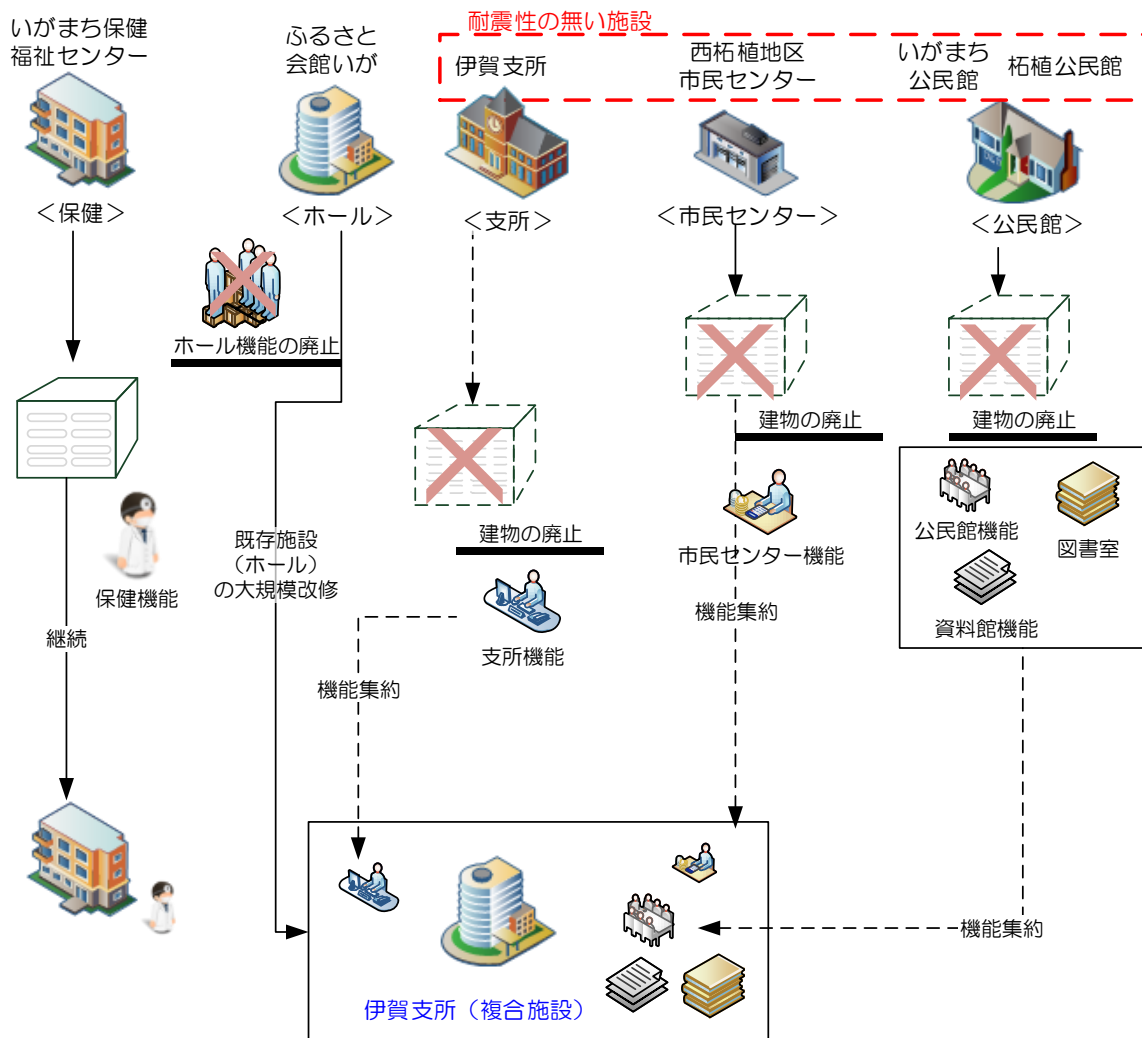 耐震性の無い施設
いがまち保健
福祉センター
ふるさと
会館いが
伊賀支所
西柘植地区
市民センター
いがまち
公民館
柘植公民館
＜保健＞
＜ホール＞
＜支所＞
＜市民センター＞
＜公民館＞
ホール機能の廃止
建物の廃止
建物の廃止
建物の廃止
保健機能
継続
既存施設
（ホール）
の大規模改修
支所機能
機能集約
市民センター機能
機能集約
公民館機能
図書室
資料館機能
機能集約
伊賀支所（複合施設）